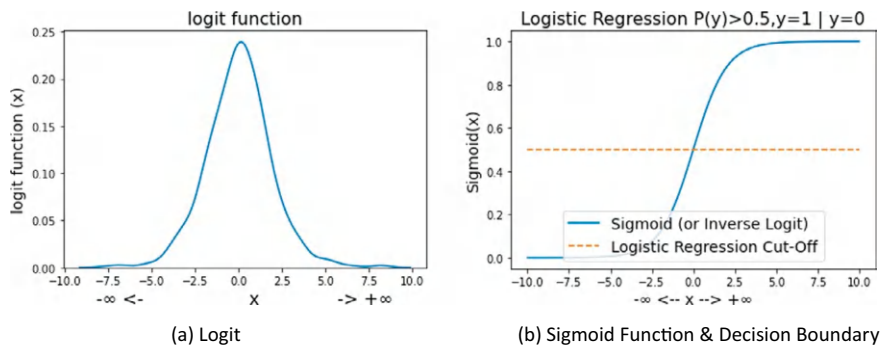 logit function
logit function (x)
0.25
0.20
0.15
0.10
0.05
0.00
−10.0 −7.5 −5.0 −2.5 0.0 2.5 5.0 7.5 10.0
-∞ <- x -> +∞
(a) Logit
Logistic Regression P(y)>0.5,y=1 | y=0
Sigmoid(x)
1.0
0.8
0.6
0.4
0.2
0.0
Sigmoid (or Inverse Logit)
Logistic Regression Cut-Off
−10.0 −7.5 −5.0 −2.5 0.0 2.5 5.0 7.5 10.0
-∞ <-- x --> +∞
(b) Sigmoid Function & Decision Boundary